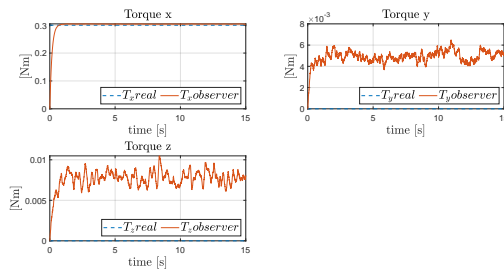 Torque x
[Nm]
0.3
0.2
0.1
0
T_x real T_x observer
0 5 10 15
time [s]
Torque y
×10⁻³
[Nm]
8
6
4
2
0
T_y real T_y observer
0 5 10 15
time [s]
Torque z
[Nm]
0.01
0.005
0
T_z real T_z observer
0 5 10 15
time [s]